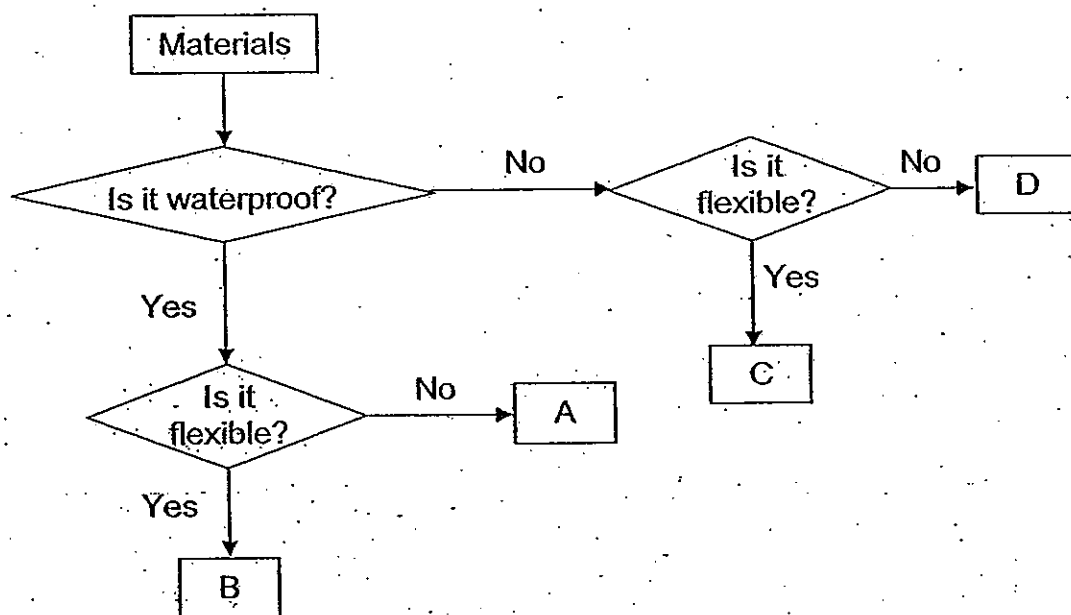 Materials
Is it waterproof?
No
Is it
flexible?
No
D
Yes
C
Yes
Is it
flexible?
No
A
Yes
B